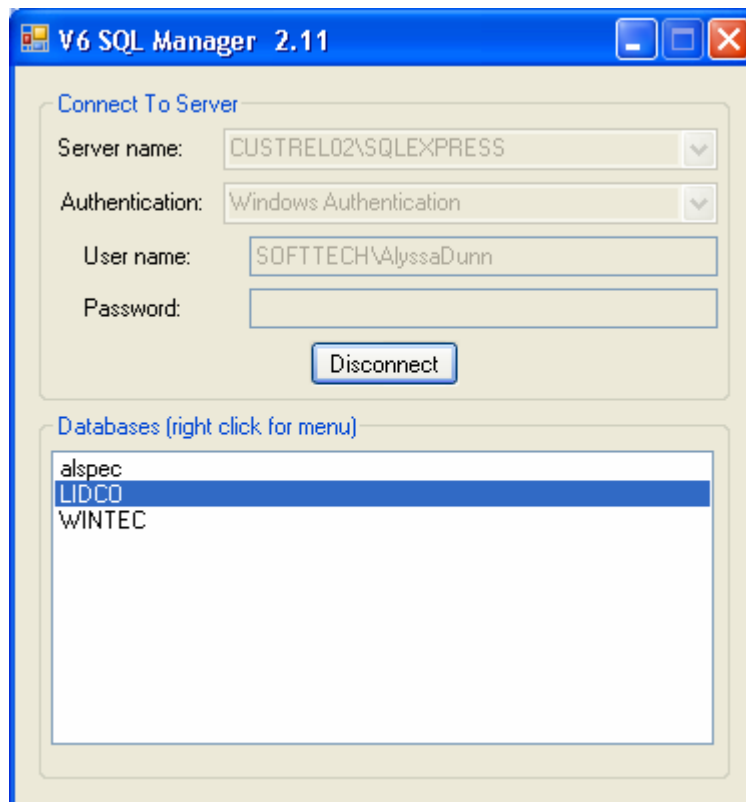 V6 SQL Manager 2.11
Connect To Server
Server name: CUSTREL02\SQLEXPRESS
Authentication: Windows Authentication
User name: SOFTTECH\AlyssaDunn
Password:
Disconnect
Databases (right click for menu)
alspec
LIDCO
WINTEC